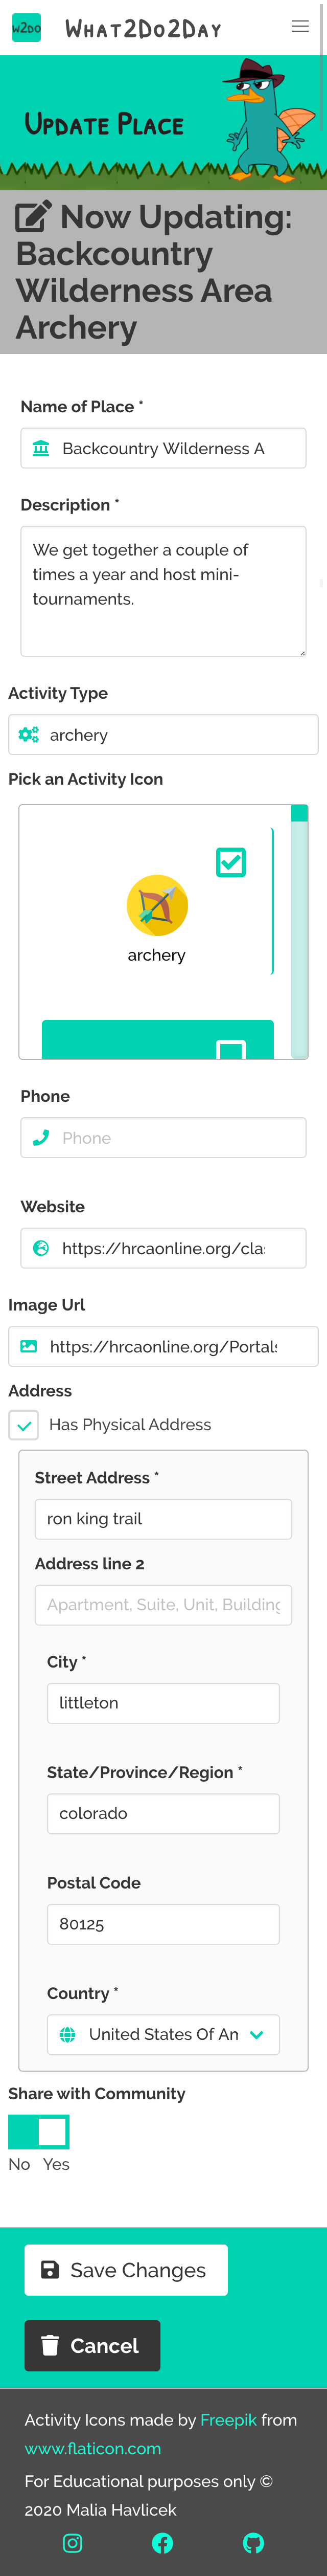 W2DO What2Do2Day
Update Place
Now Updating:
Backcountry
Wilderness Area
Archery
Name of Place *
Backcountry Wilderness A
Description *
We get together a couple of
times a year and host mini-
tournaments.
Activity Type
archery
Pick an Activity Icon
archery
Phone
Phone
Website
https://hrcaonline.org/cla
Image Url
https://hrcaonline.org/Portals
Address
Has Physical Address
Street Address *
ron king trail
Address line 2
Apartment, Suite, Unit, Building
City *
littleton
State/Province/Region *
colorado
Postal Code
80125
Country *
United States Of Am
Share with Community
No Yes
Save Changes
Cancel
Activity Icons made by Freepik from
www.flaticon.com
For Educational purposes only ©
2020 Malia Havlicek